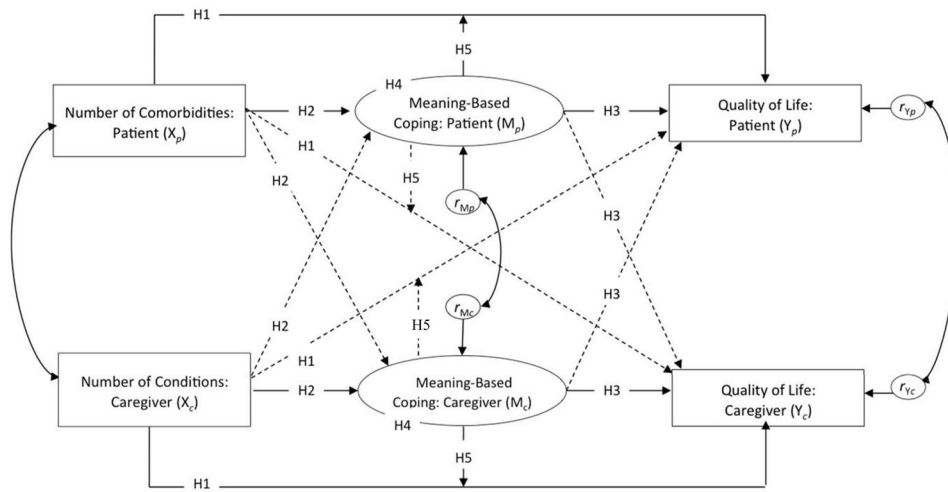 H1
H5
H4
Number of Comorbidities:
Patient (Xp)
H2
Meaning-Based
Coping: Patient (Mp)
H3
Quality of Life:
Patient (Yp)
rYp
H1
H2
H5
rMp
H3
H3
rMc
H2
H5
H1
Number of Conditions:
Caregiver (Xc)
H2
Meaning-Based
Coping: Caregiver (Mc)
H3
Quality of Life:
Caregiver (Yc)
rYc
H4
H5
H1